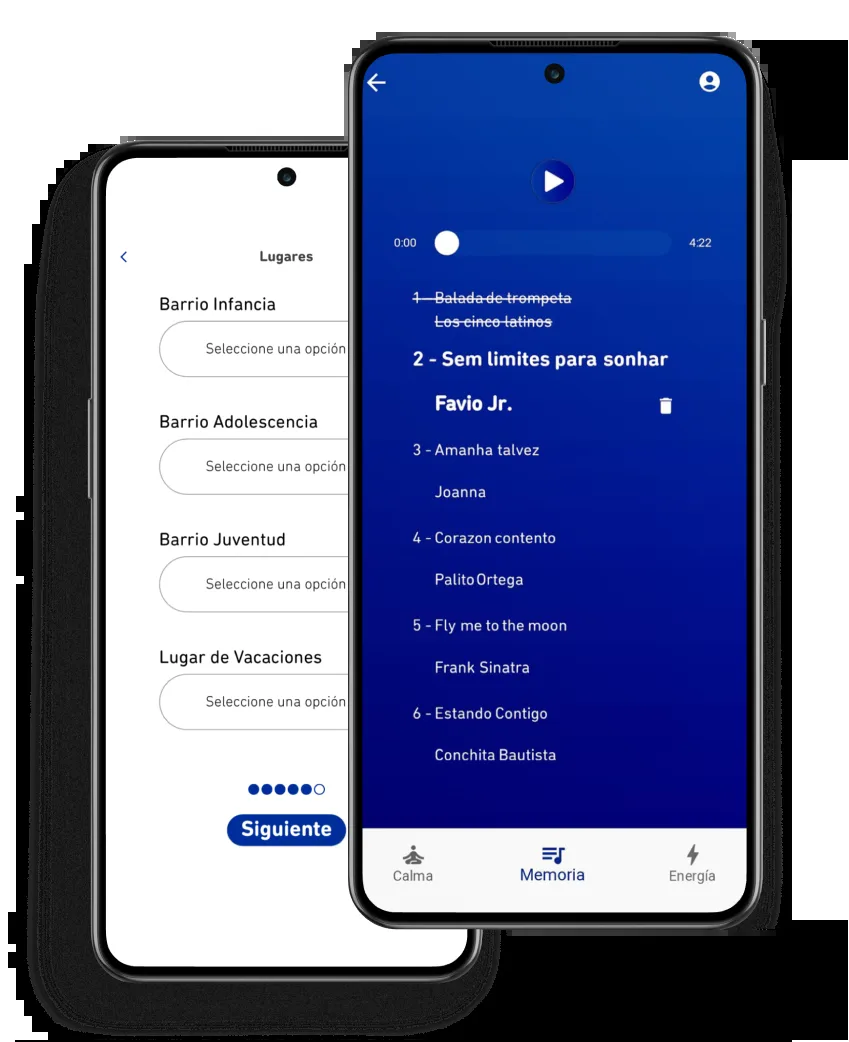 Lugares
Barrio Infancia
Seleccione una opción
Barrio Adolescencia
Seleccione una opción
Barrio Juventud
Seleccione una opción
Lugar de Vacaciones
Seleccione una opción
Siguiente
0:00
4:22
1 - Balada de trompeta
Los cinco latinos
2 - Sem limites para sonhar
Favio Jr.
3 - Amanha talvez
Joanna
4 - Corazon contento
Palito Ortega
5 - Fly me to the moon
Frank Sinatra
6 - Estando Contigo
Conchita Bautista
Calma
Memoria
Energía